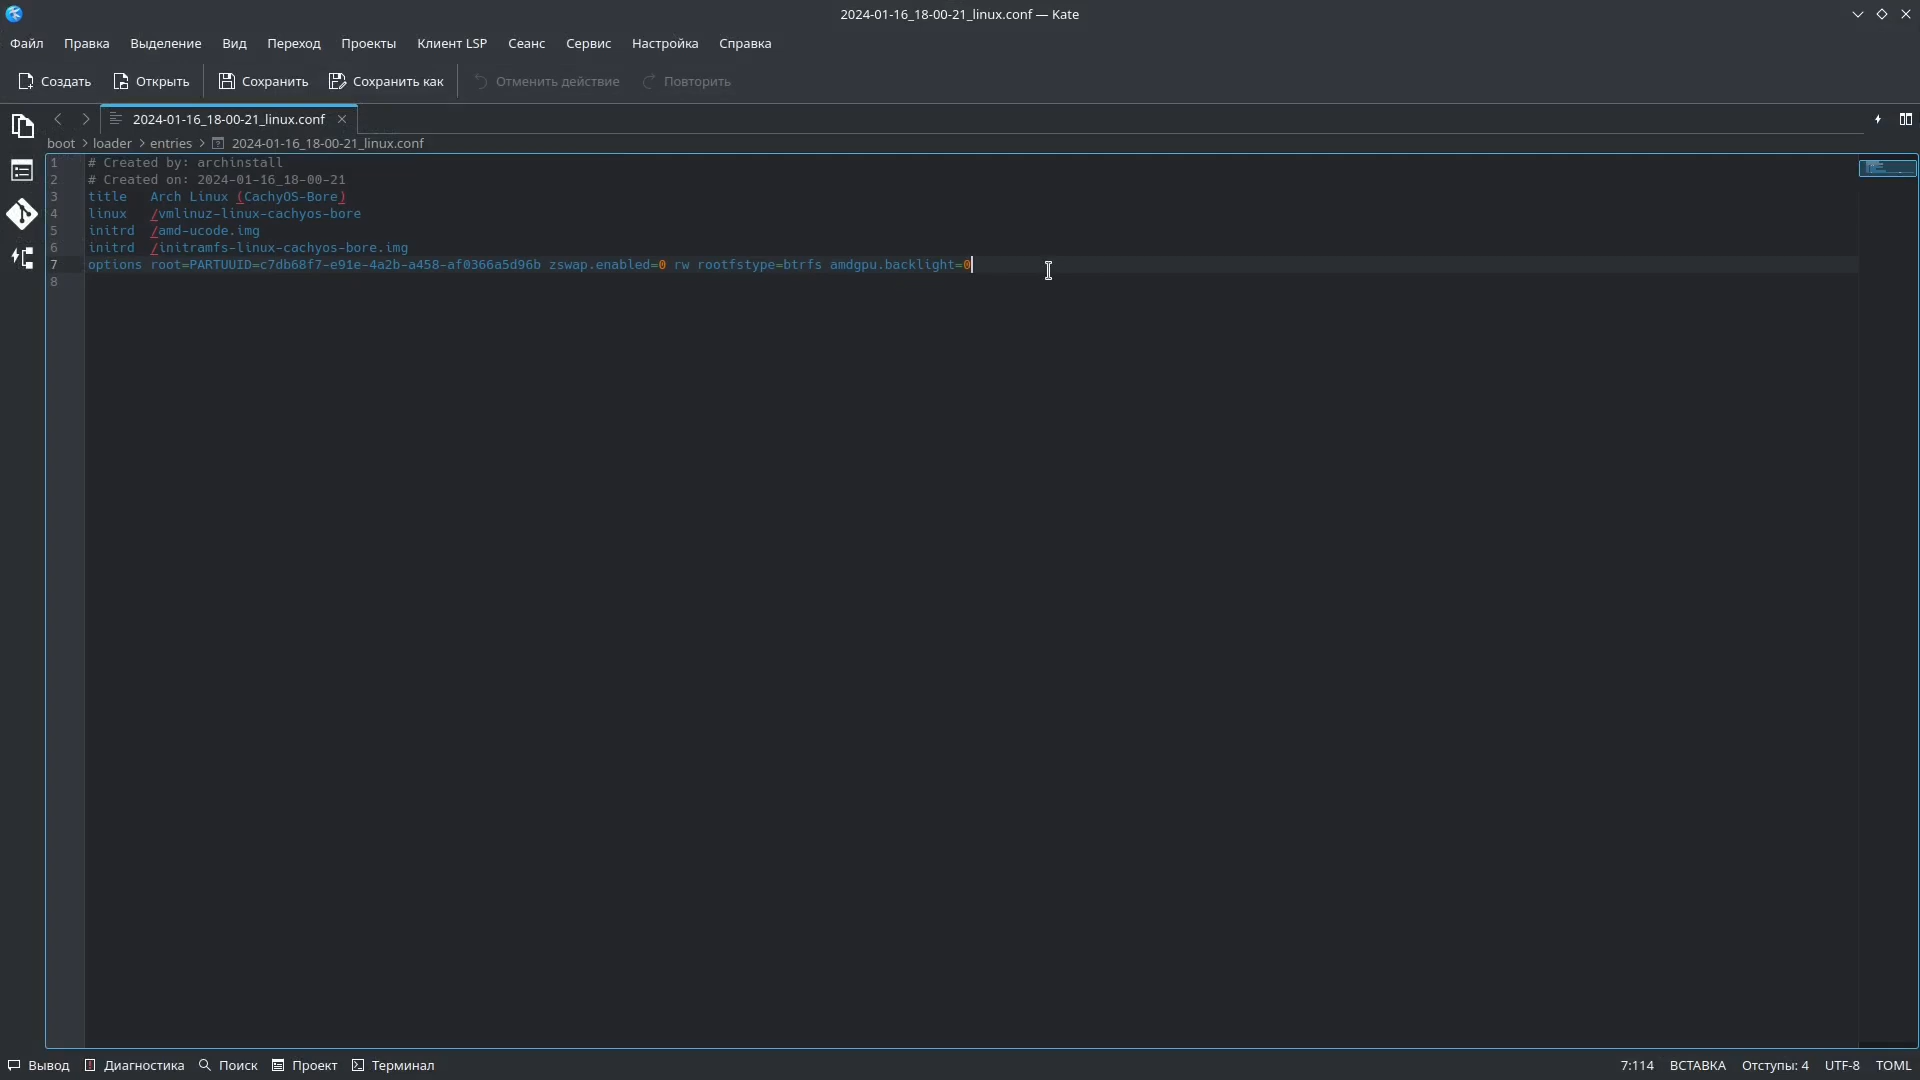 2024-01-16_18-00-21_linux.conf — Kate
Файл Правка Выделение Вид Переход Проекты Клиент LSP Сеанс Сервис Настройка Справка
Создать Открыть Сохранить Сохранить как Отменить действие Повторить
2024-01-16_18-00-21_linux.conf
boot > loader > entries > 2024-01-16_18-00-21_linux.conf
1 # Created by: archinstall
2 # Created on: 2024-01-16_18-00-21
3 title   Arch Linux (CachyOS-Bore)
4 linux   /vmlinuz-linux-cachyos-bore
5 initrd  /amd-ucode.img
6 initrd  /initramfs-linux-cachyos-bore.img
7 options root=PARTUUID=c7db68f7-e91e-4a2b-a458-af0366a5d96b zswap.enabled=0 rw rootfstype=btrfs amdgpu.backlight=0
8
Вывод Диагностика Поиск Проект Терминал 7:114 ВСТАВКА Отступы: 4 UTF-8 TOML